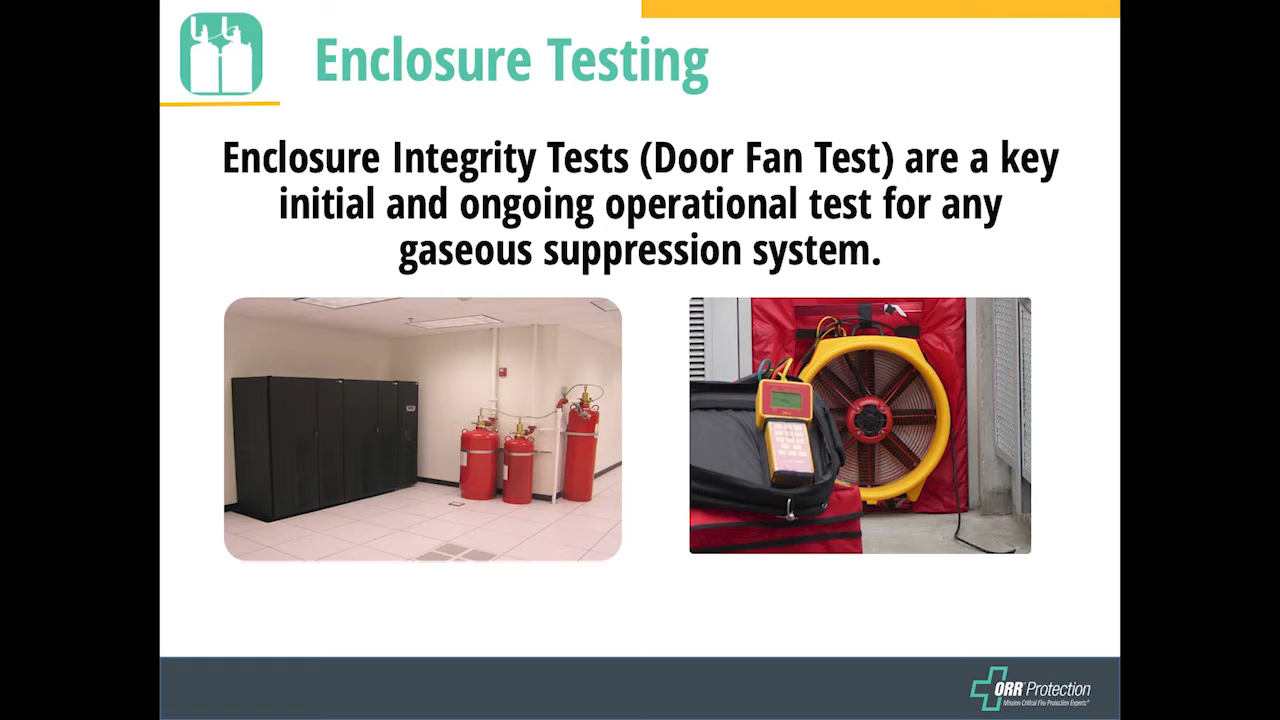 Enclosure Testing
Enclosure Integrity Tests (Door Fan Test) are a key
initial and ongoing operational test for any
gaseous suppression system.
ORR Protection
Mission Critical Fire Protection Experts®